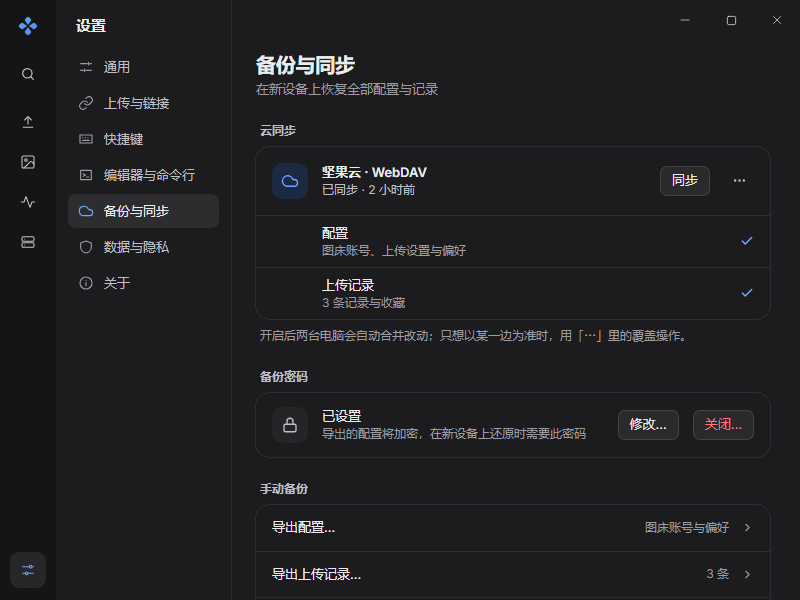 设置
通用
上传与链接
快捷键
编辑器与命令行
备份与同步
数据与隐私
关于
备份与同步
在新设备上恢复全部配置与记录
云同步
坚果云 · WebDAV
已同步 · 2 小时前
同步
···
配置
图床账号、上传设置与偏好
上传记录
3 条记录与收藏
开启后两台电脑会自动合并改动；只想以某一边为准时，用「···」里的覆盖操作。
备份密码
已设置
导出的配置将加密，在新设备上还原时需要此密码
修改...
关闭...
手动备份
导出配置...
图床账号与偏好
导出上传记录...
3 条